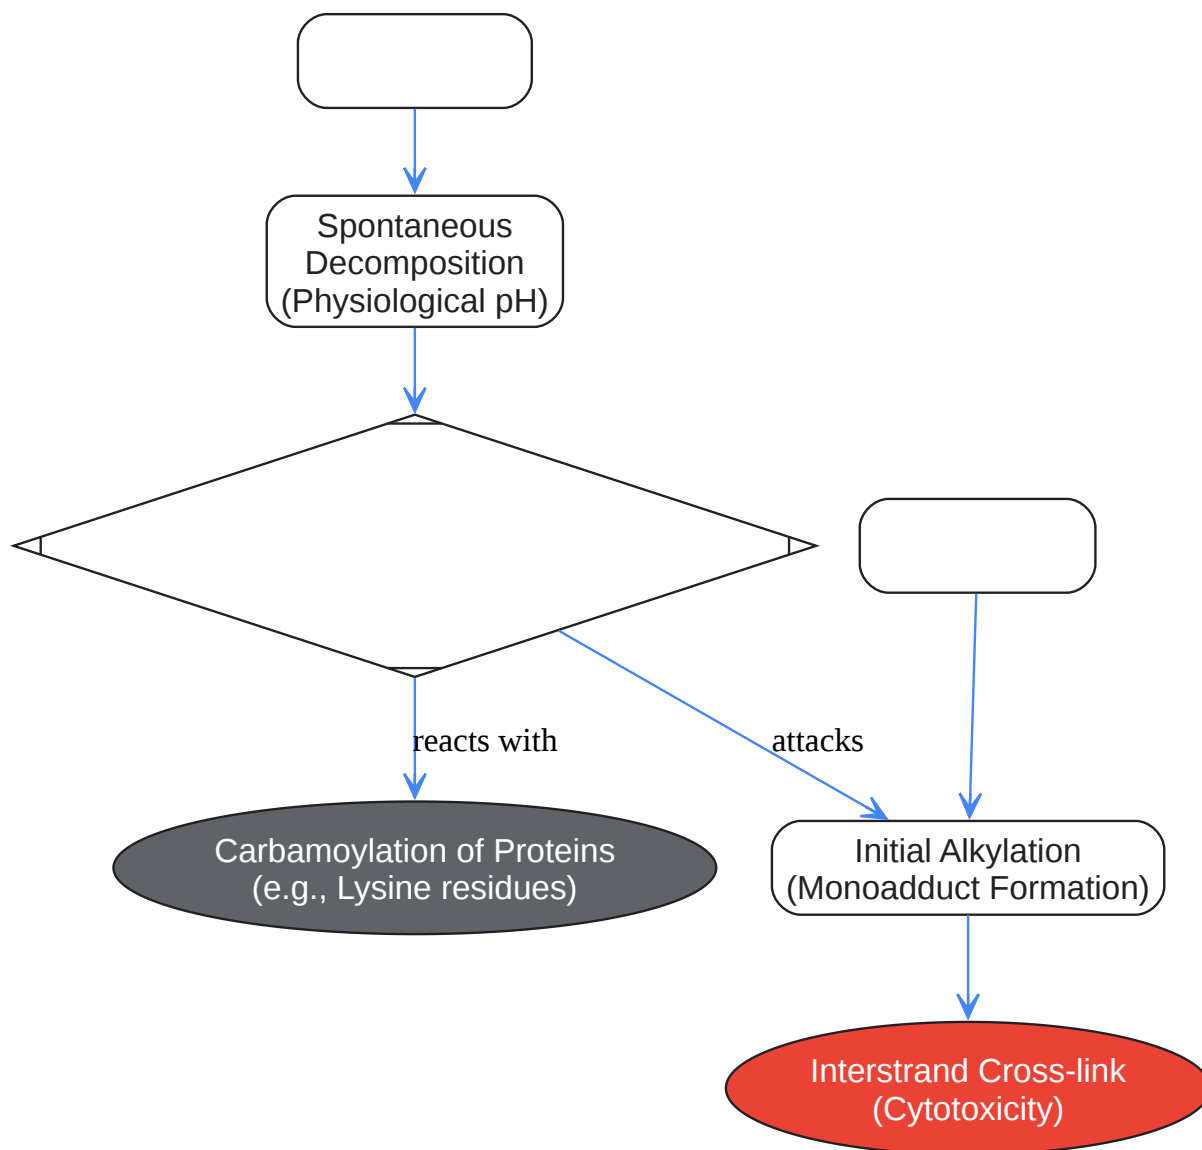 Spontaneous
Decomposition
(Physiological pH)
reacts with
attacks
Carbamoylation of Proteins
(e.g., Lysine residues)
Initial Alkylation
(Monoadduct Formation)
Interstrand Cross-link
(Cytotoxicity)